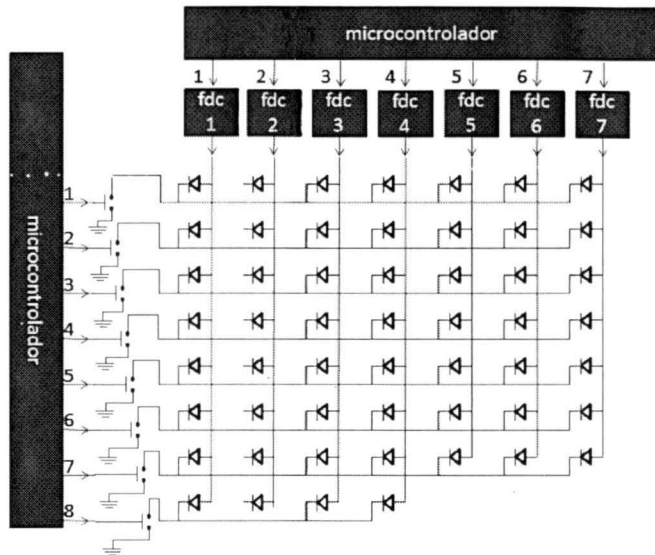 microcontrolador
1 2 3 4 5 6 7
fdc 1
fdc 2
fdc 3
fdc 4
fdc 5
fdc 6
fdc 7
microcontrolador
1
2
3
4
5
6
7
8